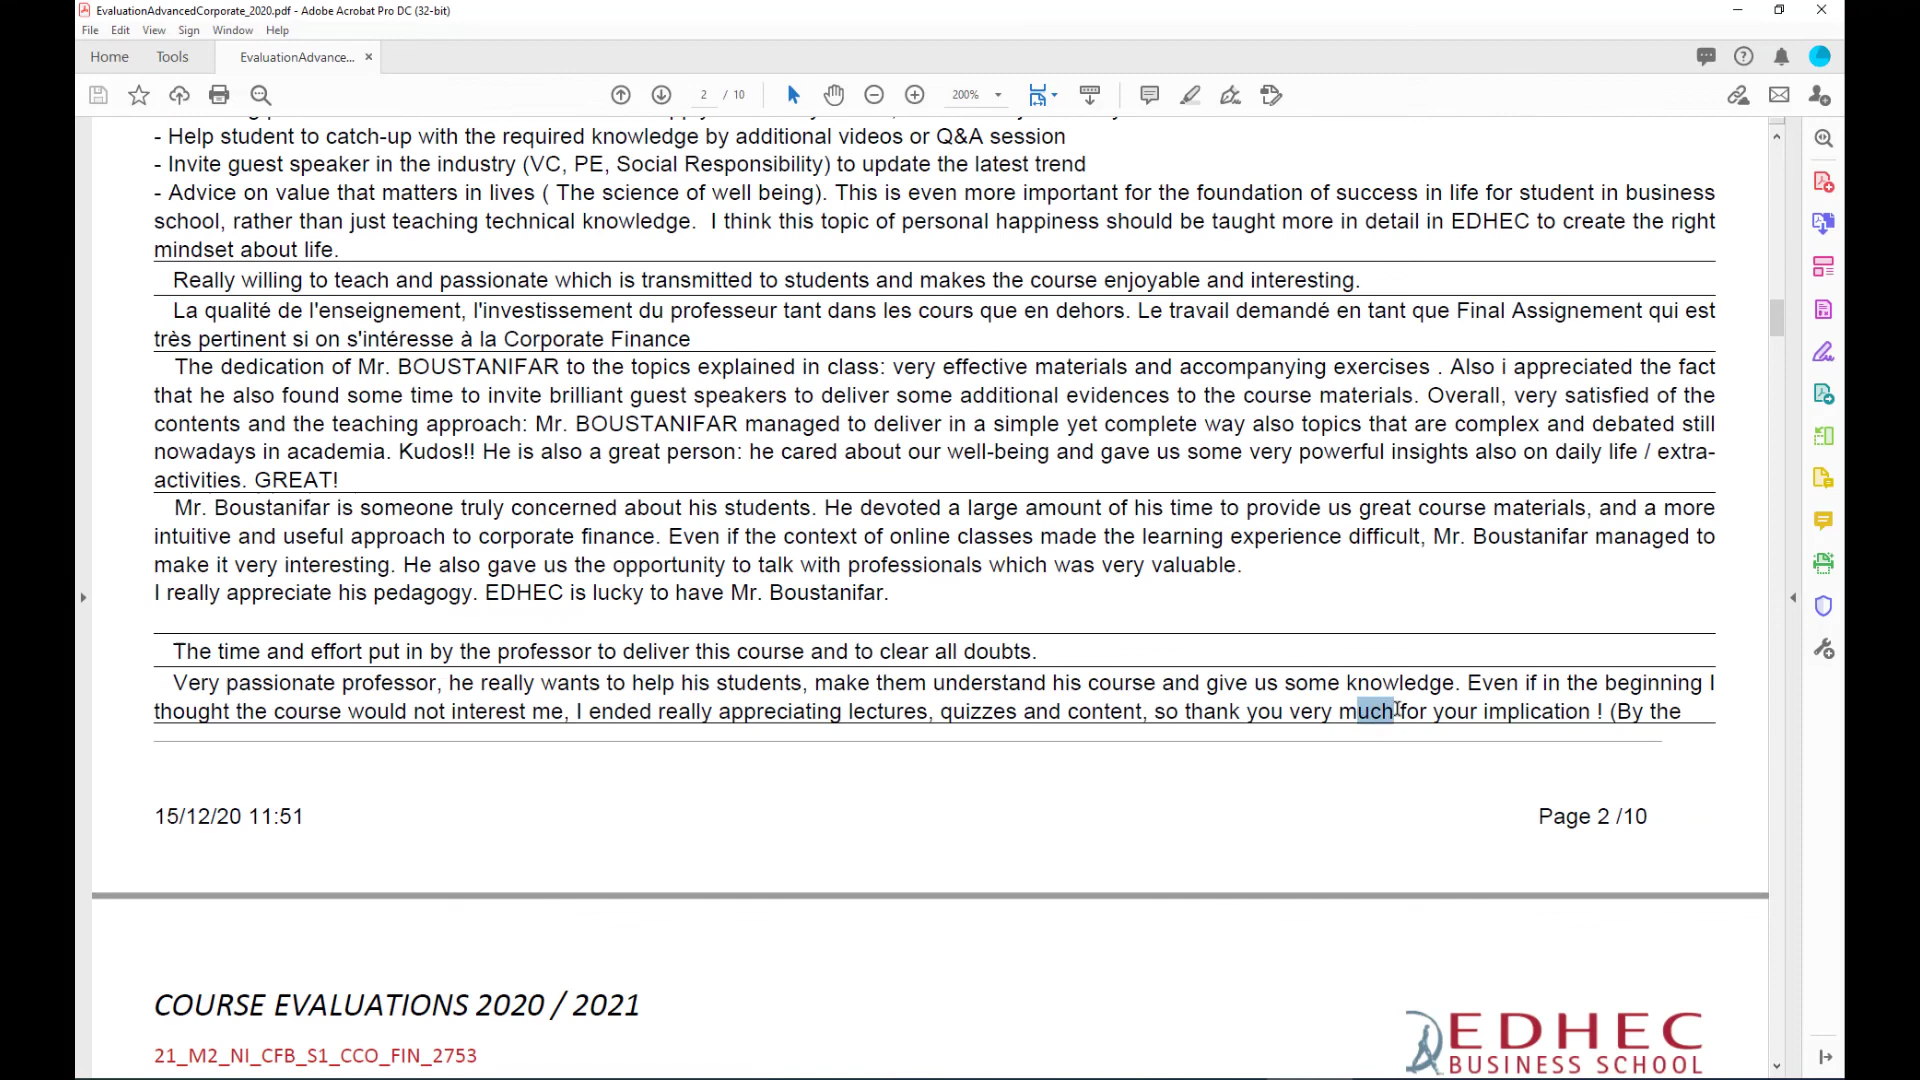 EvaluationAdvancedCorporate_2020.pdf - Adobe Acrobat Pro DC (32-bit)
File Edit View Sign Window Help
Home Tools EvaluationAdvance... ×
2 / 10 200%
- Help student to catch-up with the required knowledge by additional videos or Q&A session
- Invite guest speaker in the industry (VC, PE, Social Responsibility) to update the latest trend
- Advice on value that matters in lives ( The science of well being). This is even more important for the foundation of success in life for student in business
school, rather than just teaching technical knowledge. I think this topic of personal happiness should be taught more in detail in EDHEC to create the right
mindset about life.
Really willing to teach and passionate which is transmitted to students and makes the course enjoyable and interesting.
La qualité de l'enseignement, l'investissement du professeur tant dans les cours que en dehors. Le travail demandé en tant que Final Assignement qui est
très pertinent si on s'intéresse à la Corporate Finance
The dedication of Mr. BOUSTANIFAR to the topics explained in class: very effective materials and accompanying exercises . Also i appreciated the fact
that he also found some time to invite brilliant guest speakers to deliver some additional evidences to the course materials. Overall, very satisfied of the
contents and the teaching approach: Mr. BOUSTANIFAR managed to deliver in a simple yet complete way also topics that are complex and debated still
nowadays in academia. Kudos!! He is also a great person: he cared about our well-being and gave us some very powerful insights also on daily life / extra-
activities. GREAT!
Mr. Boustanifar is someone truly concerned about his students. He devoted a large amount of his time to provide us great course materials, and a more
intuitive and useful approach to corporate finance. Even if the context of online classes made the learning experience difficult, Mr. Boustanifar managed to
make it very interesting. He also gave us the opportunity to talk with professionals which was very valuable.
I really appreciate his pedagogy. EDHEC is lucky to have Mr. Boustanifar.
The time and effort put in by the professor to deliver this course and to clear all doubts.
Very passionate professor, he really wants to help his students, make them understand his course and give us some knowledge. Even if in the beginning I
thought the course would not interest me, I ended really appreciating lectures, quizzes and content, so thank you very much for your implication ! (By the
15/12/20 11:51 Page 2 /10
COURSE EVALUATIONS 2020 / 2021
21_M2_NI_CFB_S1_CCO_FIN_2753
EDHEC
BUSINESS SCHOOL